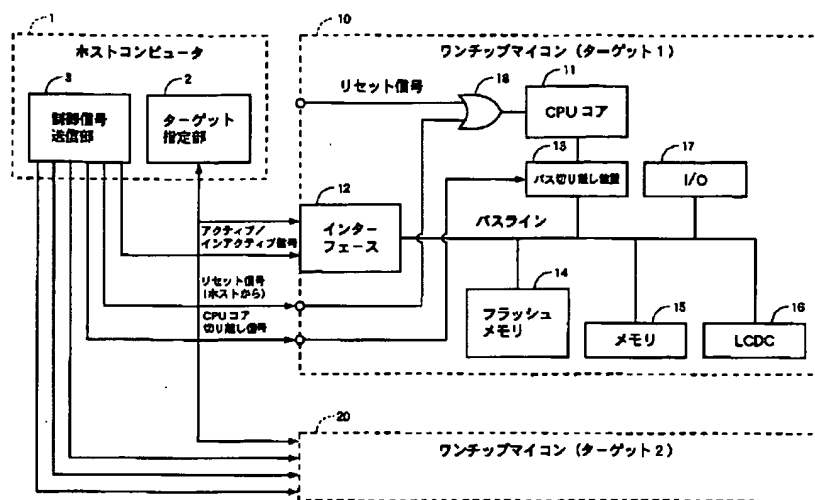 1
ホストコンピュータ
3
制御信号
送信部
2
ターゲット
指定部
10
ワンチップマイコン（ターゲット1）
リセット信号
18
11
CPUコア
13
バス切り離し装置
17
I/O
12
インター
フェース
アクティブ/
インアクティブ信号
バスライン
リセット信号
(ホストから)
CPUコア
切り離し信号
14
フラッシュ
メモリ
15
メモリ
16
LCDC
20
ワンチップマイコン（ターゲット2）